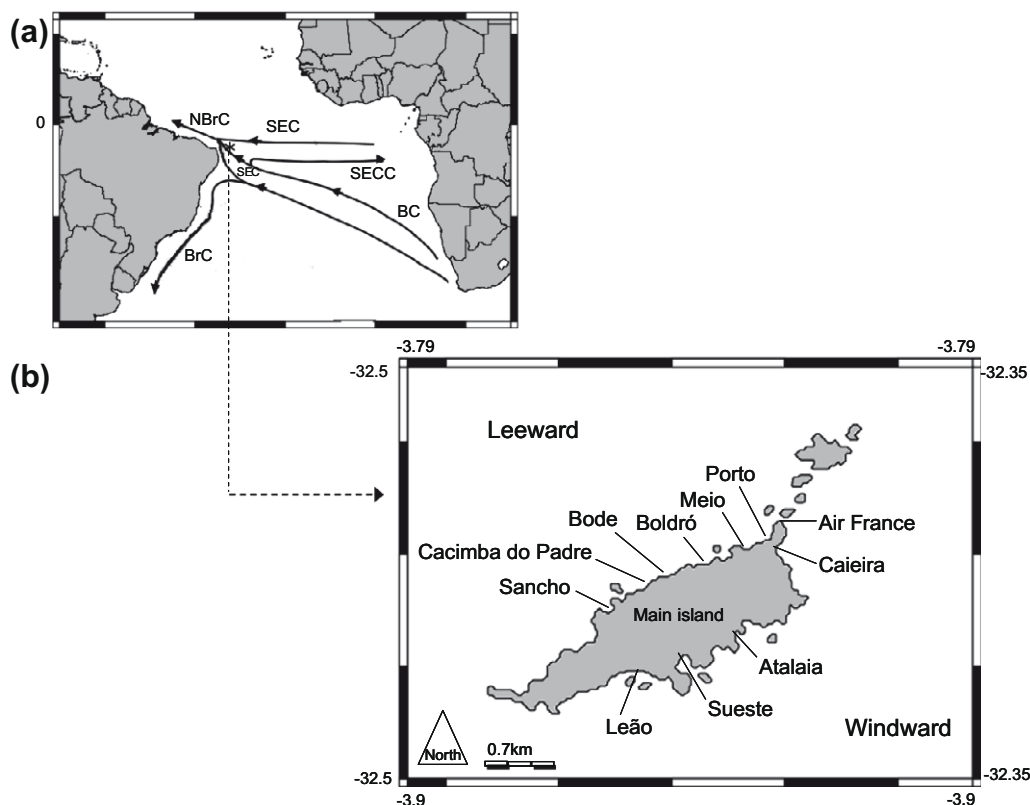 (a)
0
NBrC
SEC
SEC
SECC
BC
BrC
(b)
-3.79
-3.79
-32.5
-32.35
Leeward
Porto
Meio
Air France
Bode
Boldró
Cacimba do Padre
Caieira
Sancho
Main island
Atalaia
Sueste
Leão
Windward
North
0.7km
-32.5
-32.35
-3.9
-3.9